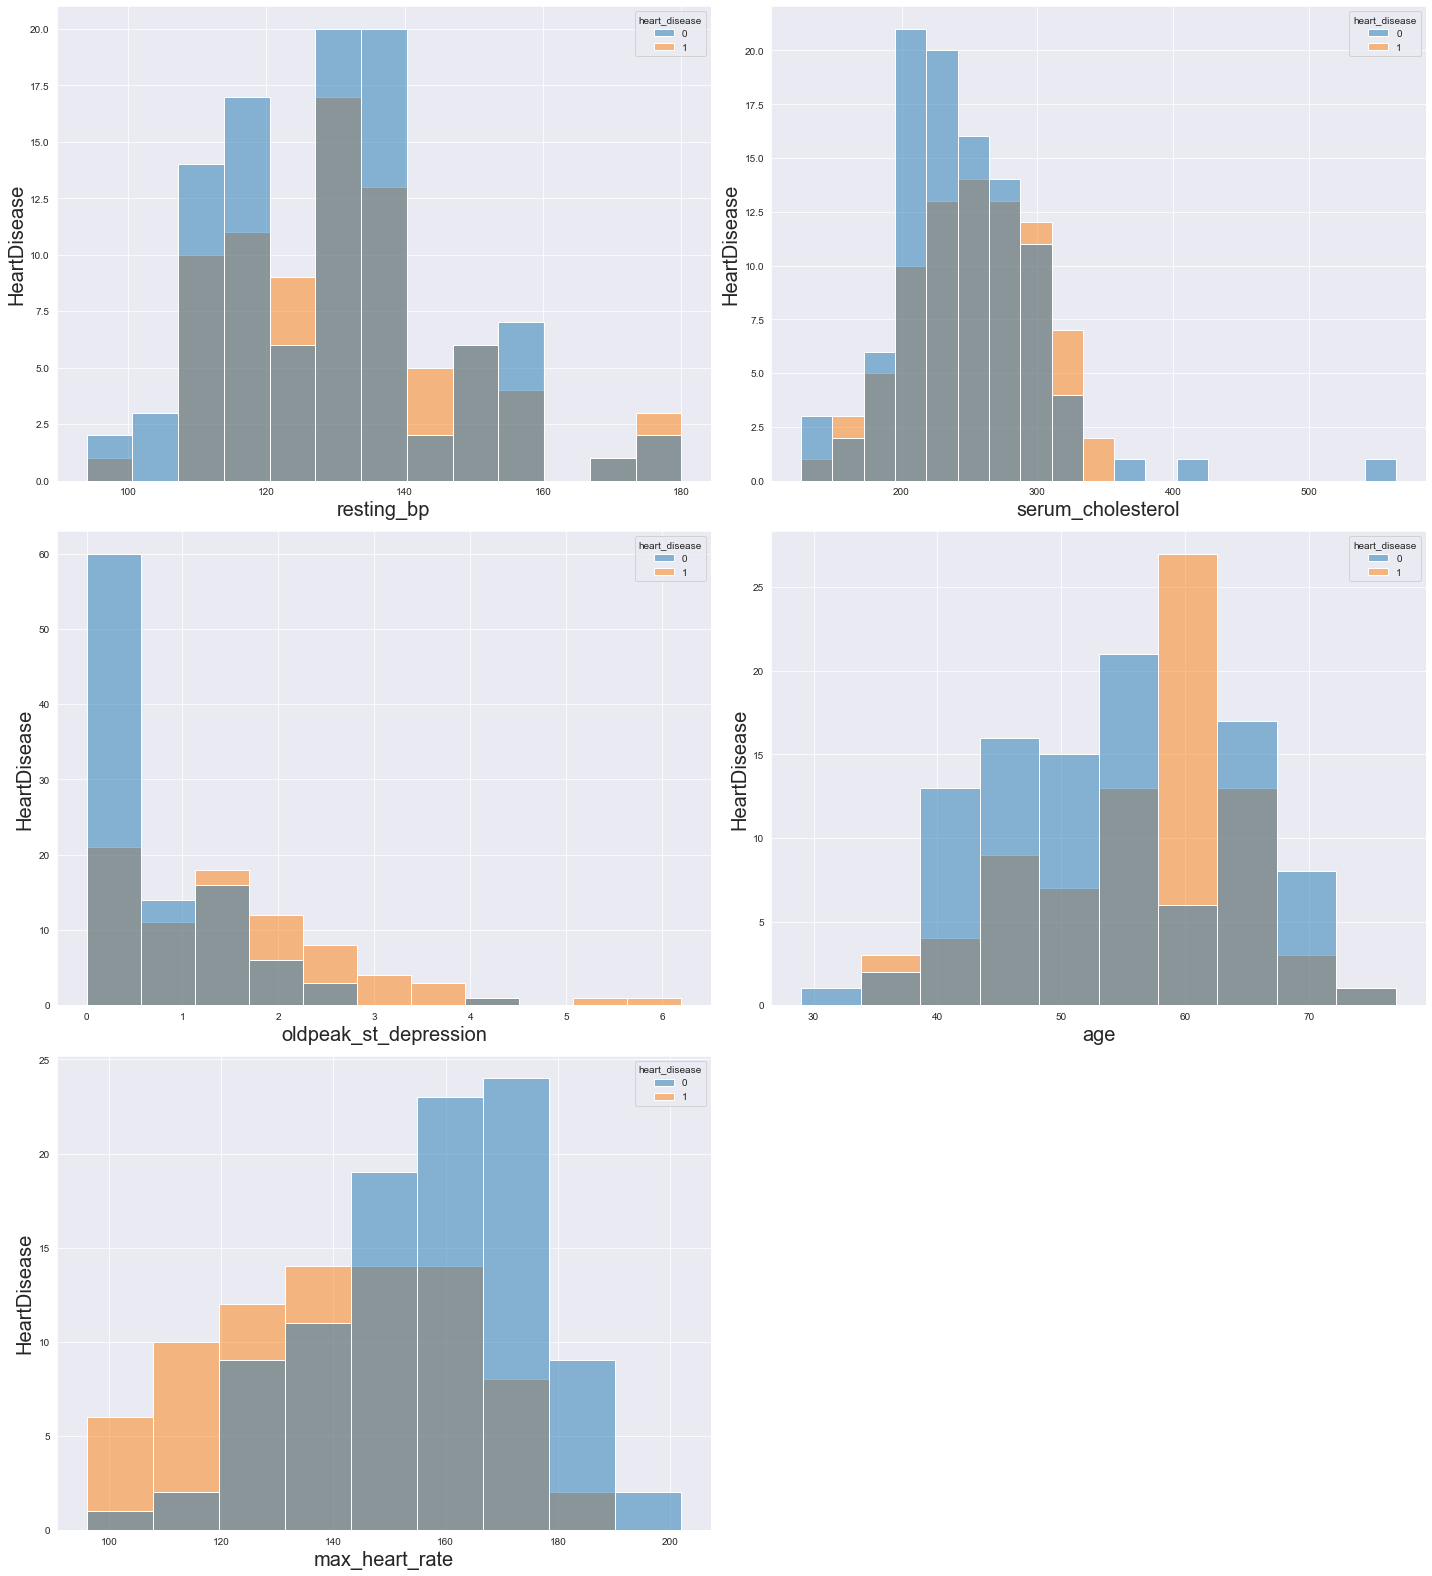 heart_disease
0
1
20.0
17.5
15.0
12.5
10.0
7.5
5.0
2.5
0.0
HeartDisease
100 120 140 160 180
resting_bp
heart_disease
0
1
20.0
17.5
15.0
12.5
10.0
7.5
5.0
2.5
0.0
HeartDisease
200 300 400 500
serum_cholesterol
heart_disease
0
1
60
50
40
30
20
10
0
HeartDisease
0 1 2 3 4 5 6
oldpeak_st_depression
heart_disease
0
1
25
20
15
10
5
0
HeartDisease
30 40 50 60 70
age
heart_disease
0
1
25
20
15
10
5
0
HeartDisease
100 120 140 160 180 200
max_heart_rate